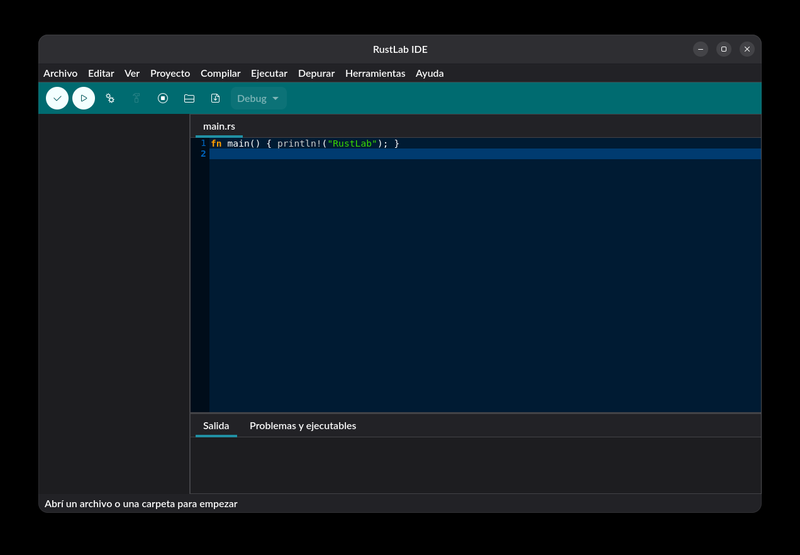 RustLab IDE
Archivo Editar Ver Proyecto Compilar Ejecutar Depurar Herramientas Ayuda
Debug
main.rs
1 fn main() { println!("RustLab"); }
2
Salida Problemas y ejecutables
Abrí un archivo o una carpeta para empezar